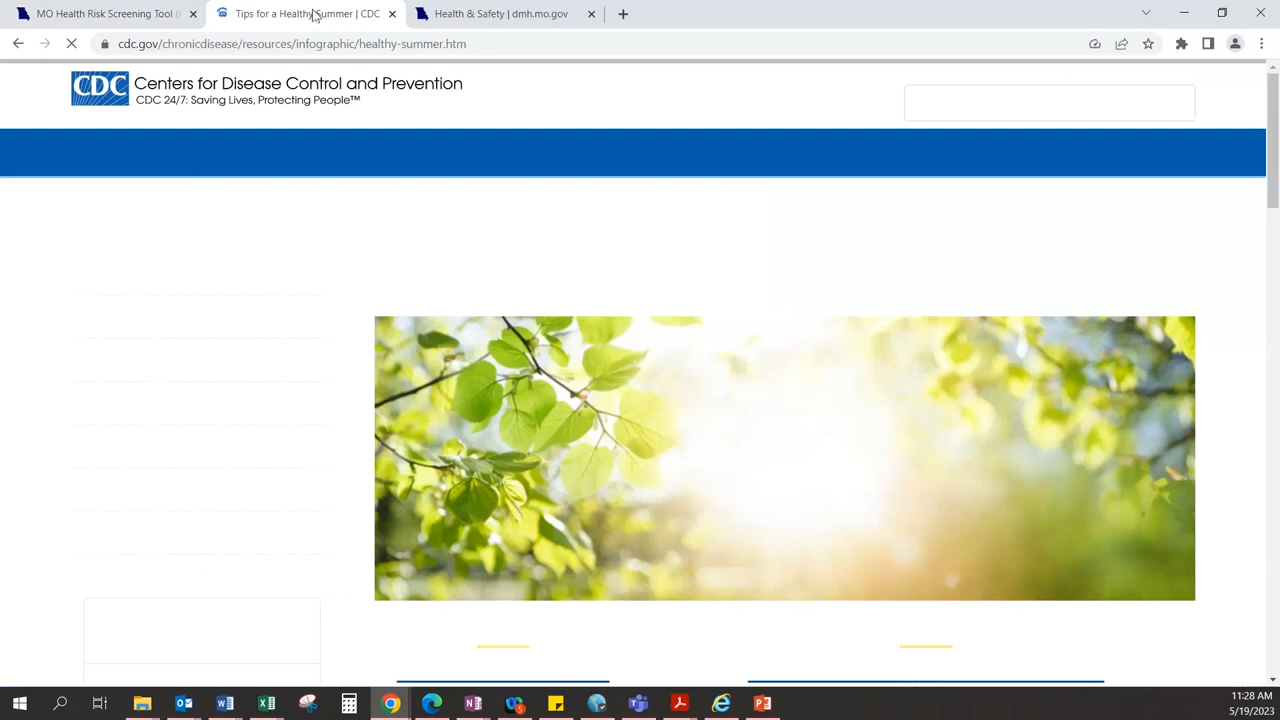 MO Health Risk Screening Tool (
Tips for a Healthy Summer | CDC
Health & Safety | dmh.mo.gov
cdc.gov/chronicdisease/resources/infographic/healthy-summer.htm
CDC
Centers for Disease Control and Prevention
CDC 24/7: Saving Lives, Protecting People™
11:28 AM
5/19/2023